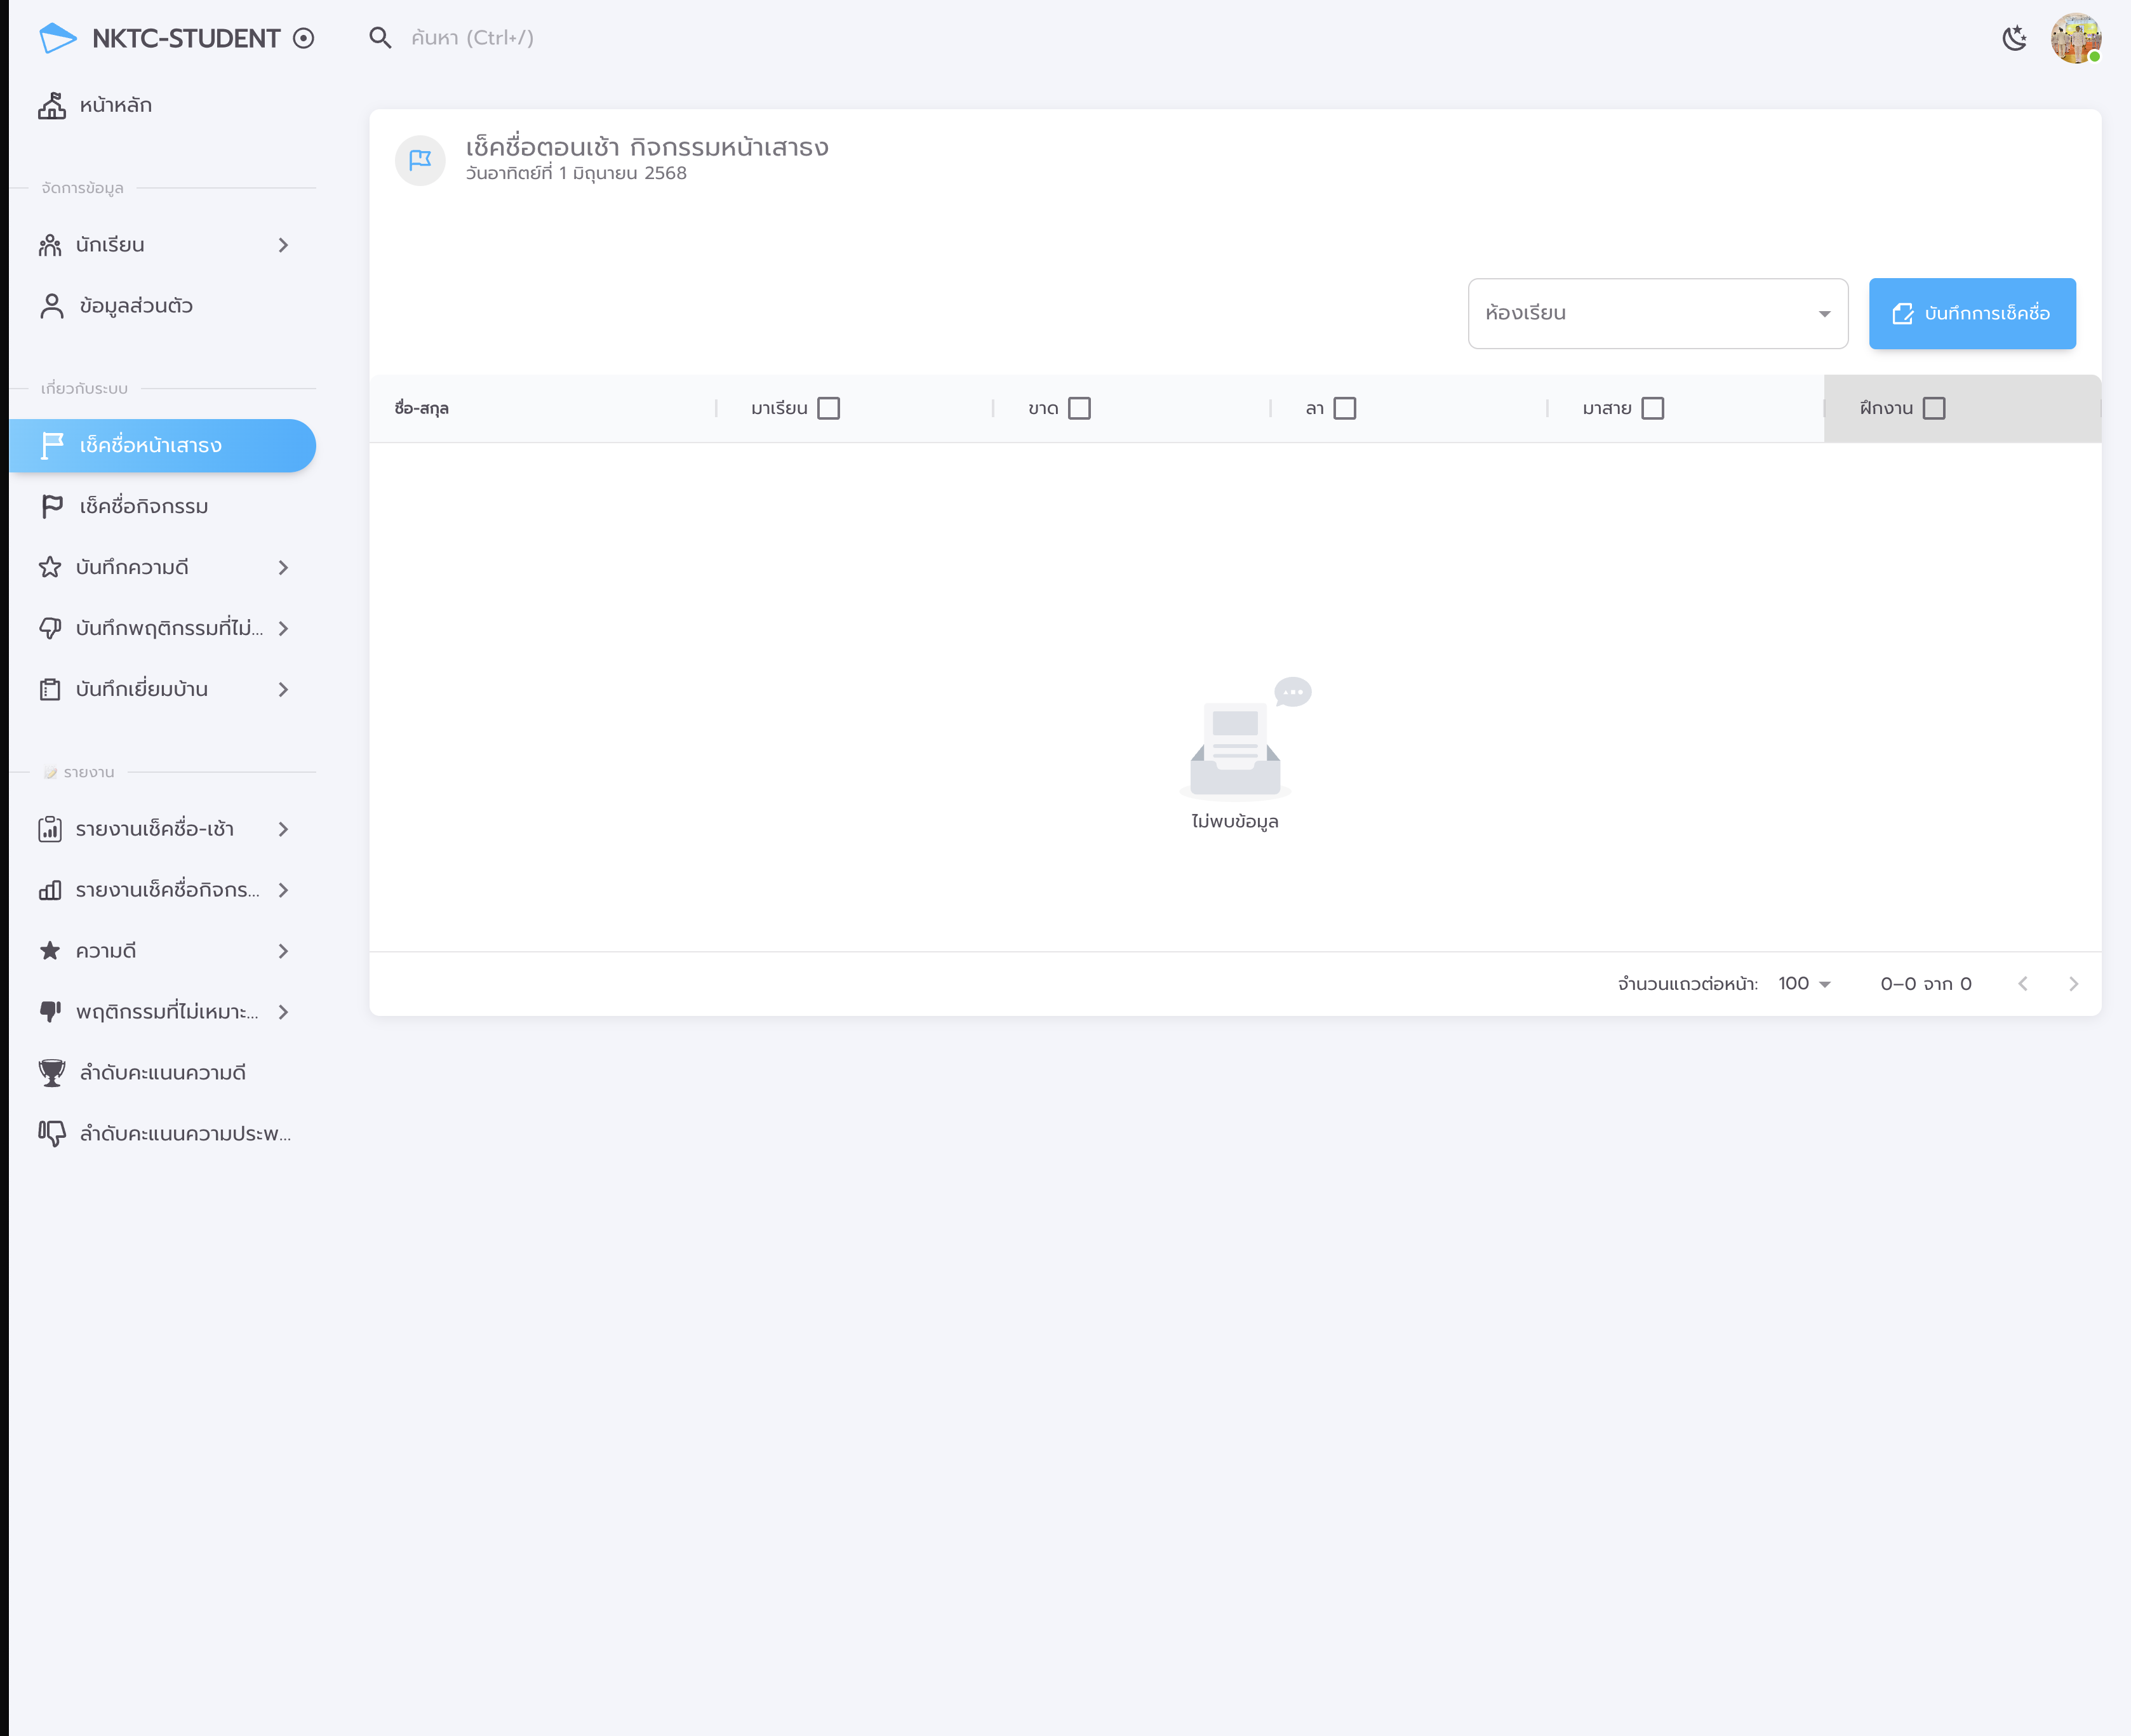 NKTC-STUDENT
ค้นหา (Ctrl+/)
หน้าหลัก
จัดการข้อมูล
นักเรียน
ข้อมูลส่วนตัว
เกี่ยวกับระบบ
เช็คชื่อหน้าเสาธง
เช็คชื่อกิจกรรม
บันทึกความดี
บันทึกพฤติกรรมที่ไม่...
บันทึกเยี่ยมบ้าน
รายงาน
รายงานเช็คชื่อ-เช้า
รายงานเช็คชื่อกิจกร...
ความดี
พฤติกรรมที่ไม่เหมาะ...
ลำดับคะแนนความดี
ลำดับคะแนนความประพ...
เช็คชื่อตอนเช้า กิจกรรมหน้าเสาธง
วันอาทิตย์ที่ 1 มิถุนายน 2568
ห้องเรียน
บันทึกการเช็คชื่อ
ชื่อ-สกุล มาเรียน ขาด ลา มาสาย ฝึกงาน
ไม่พบข้อมูล
จำนวนแถวต่อหน้า: 100 0–0 จาก 0